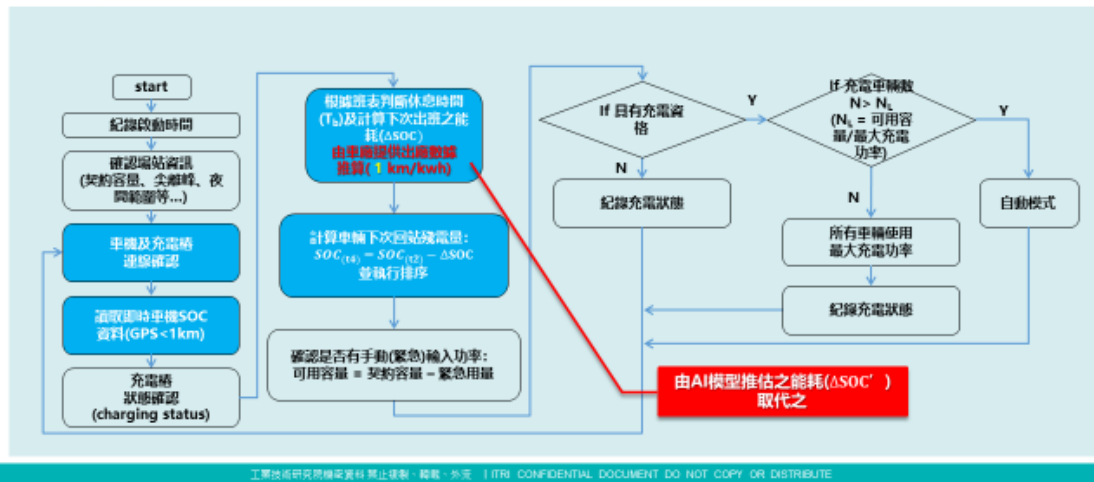 start
紀錄啟動時間
確認場站資訊
(契約容量、尖離峰、夜
間範圍等...)
車機及充電樁
連線確認
讀取即時車機SOC
資料(GPS<1km)
充電樁
狀態確認
(charging status)
根據班表判斷休息時間
及計算下次出班之能
耗(ΔSOC)
由車廠提供出廠數據
推算( 1 km/kwh)
計算車輛下次回站殘電量：
SOC(t4) = SOC(t2) − ΔSOC
並執行排序
確認是否有手動(緊急)輸入功率：
可用容量 = 契約容量 − 緊急用量
If 具有充電資
格
Y
N
紀錄充電狀態
If 充電車輛數
N> NL
(NL = 可用容
量/最大充電
功率)
Y
N
自動模式
所有車輛使用
最大充電功率
紀錄充電狀態
由AI模型推估之能耗(ΔSOC′ )
取代之
工業技術研究院機密資料 禁止複製、轉載、外流 | ITRI CONFIDENTIAL DOCUMENT DO NOT COPY OR DISTRIBUTE